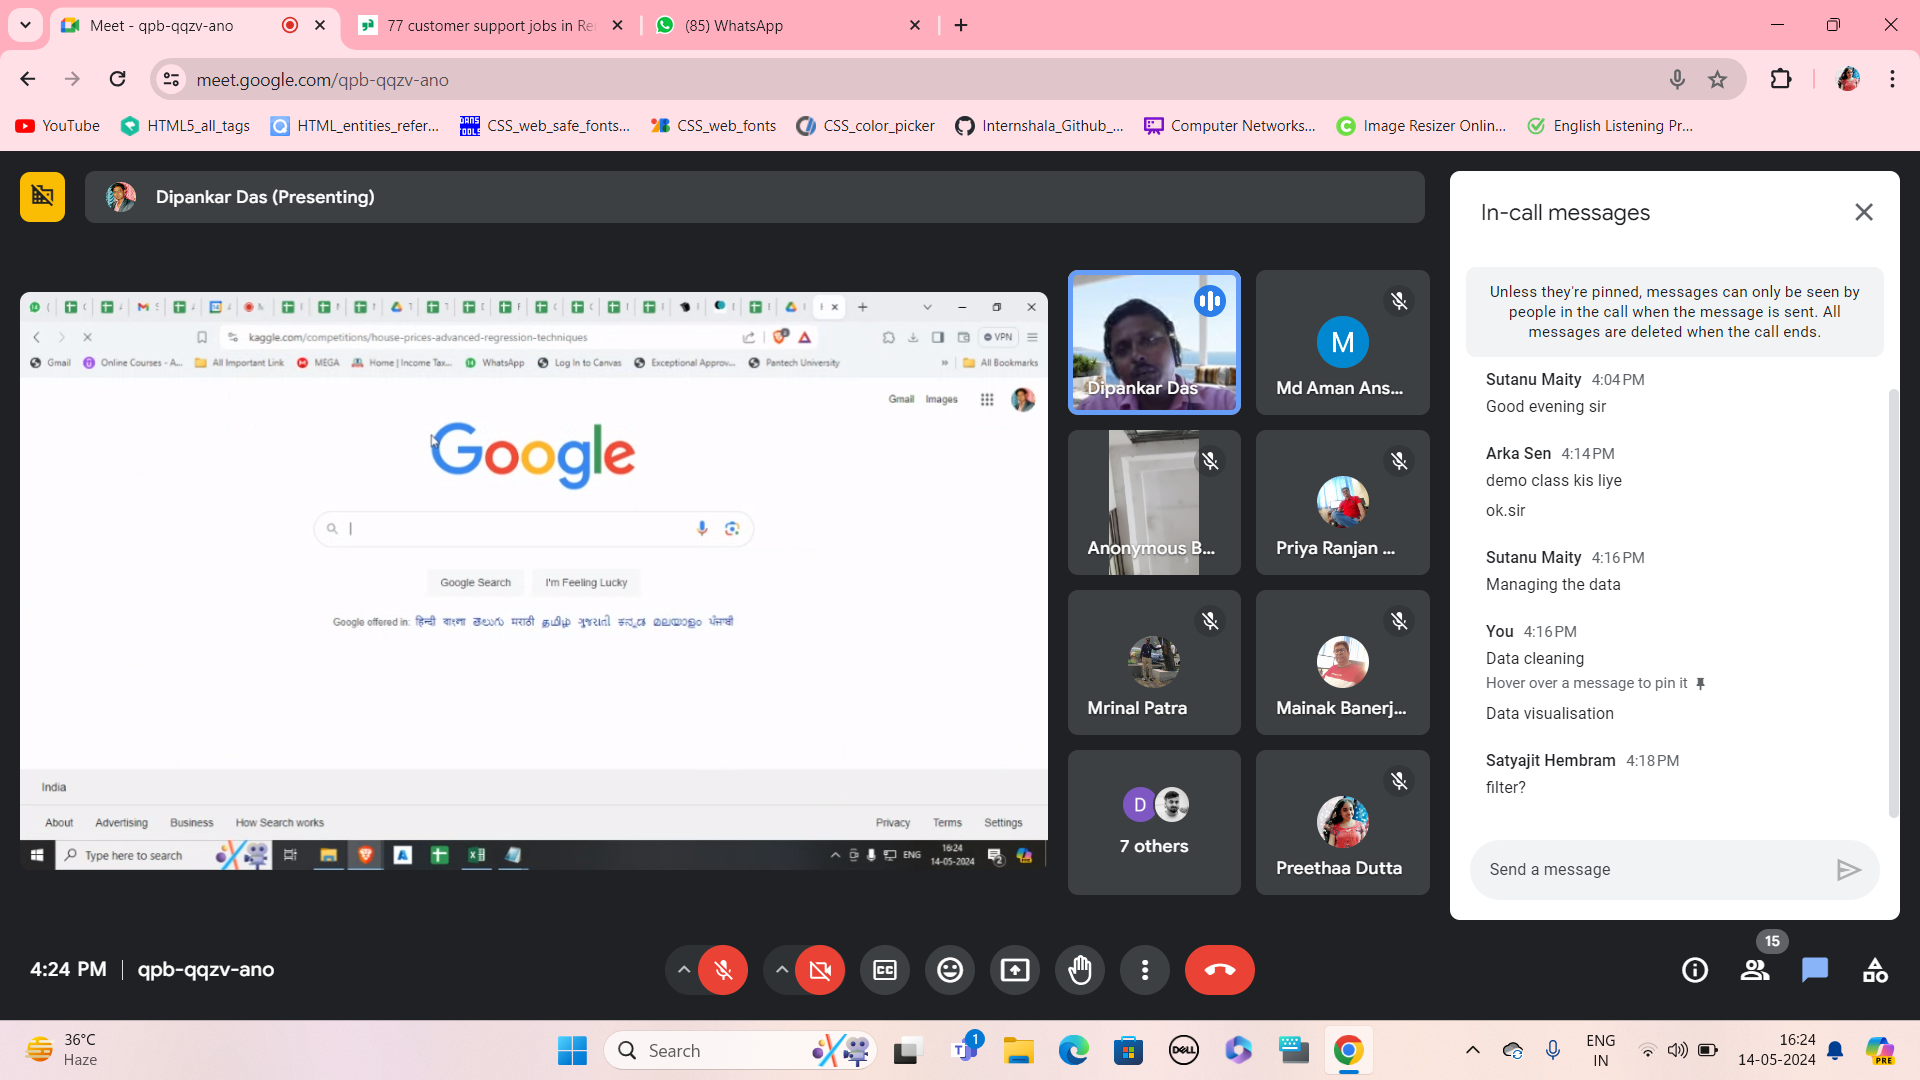 Meet - qpb-qqzv-ano
77 customer support jobs in Re
(85) WhatsApp
meet.google.com/qpb-qqzv-ano
YouTube
HTML5_all_tags
HTML_entities_refer...
CSS_web_safe_fonts...
CSS_web_fonts
CSS_color_picker
Internshala_Github_...
Computer Networks...
Image Resizer Onlin...
English Listening Pr...
Dipankar Das (Presenting)
kaggle.com/competitions/house-prices-advanced-regression-techniques
VPN
Gmail
Online Courses - A...
All Important Link
MEGA
Home | Income Tax...
WhatsApp
Log In to Canvas
Exceptional Approv...
Pantech University
All Bookmarks
Gmail Images
Google
Google Search
I'm Feeling Lucky
Google offered in: हिन्दी বাংলা తెలుగు मराठी தமிழ் ગુજરાતી ಕನ್ನಡ മലയാളം ਪੰਜਾਬੀ
India
About Advertising Business How Search works
Privacy Terms Settings
Type here to search
ENG
16:24
14-05-2024
2
Dipankar Das
M
Md Aman Ans...
Anonymous B...
Priya Ranjan ...
Mrinal Patra
Mainak Banerj...
D
7 others
Preethaa Dutta
In-call messages
Unless they're pinned, messages can only be seen by
people in the call when the message is sent. All
messages are deleted when the call ends.
Sutanu Maity 4:04 PM
Good evening sir
Arka Sen 4:14 PM
demo class kis liye
ok.sir
Sutanu Maity 4:16 PM
Managing the data
You 4:16 PM
Data cleaning
Hover over a message to pin it
Data visualisation
Satyajit Hembram 4:18 PM
filter?
Send a message
4:24 PM | qpb-qqzv-ano
CC
15
36°C
Haze
Search
1
DELL
ENG
IN
16:24
14-05-2024
PRE